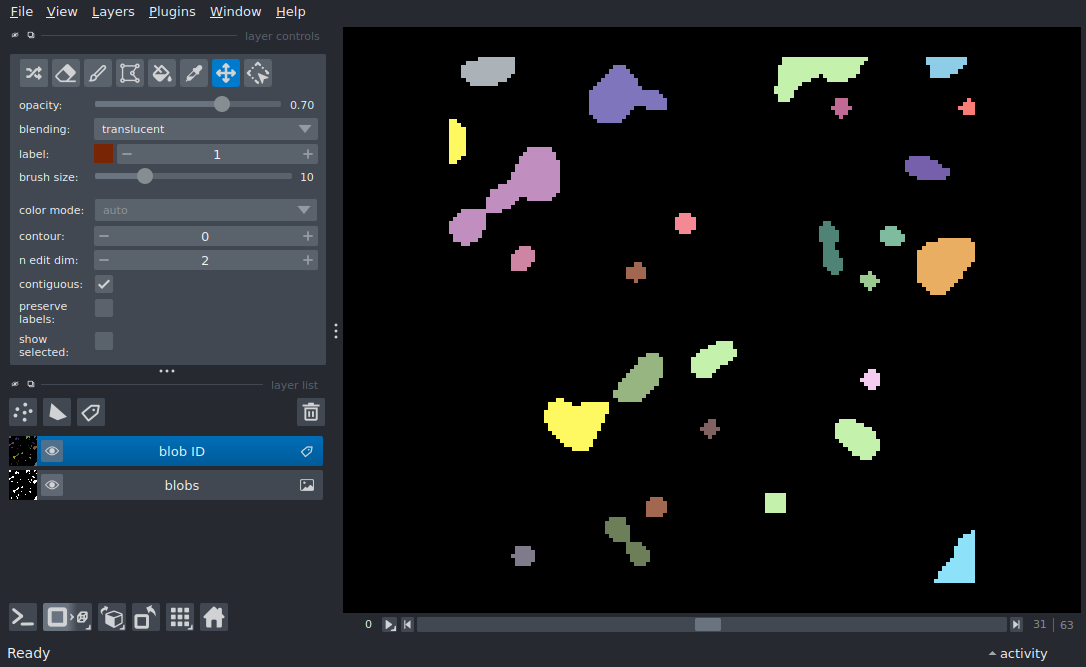 File View Layers Plugins Window Help
layer controls
opacity: 0.70
blending: translucent
label: 1
brush size: 10
color mode: auto
contour: 0
n edit dim: 2
contiguous:
preserve
labels:
show
selected:
layer list
blob ID
blobs
0 31 | 63
Ready activity